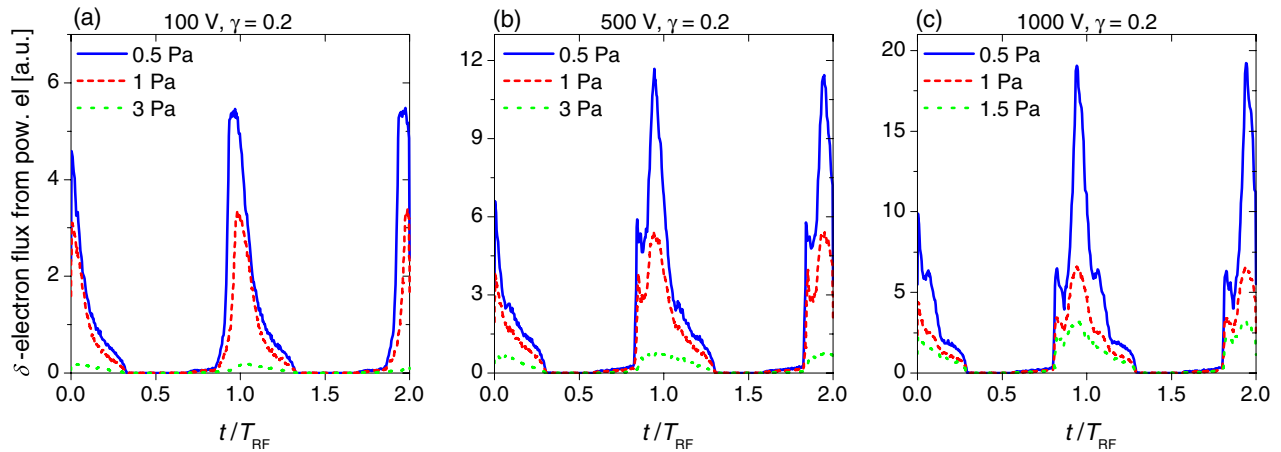 (a)
100 V, γ = 0.2
δ -electron flux from pow. el [a.u.]
0.5 Pa
1 Pa
3 Pa
6
4
2
0
0.0 0.5 1.0 1.5 2.0
t / T_RF
(b)
500 V, γ = 0.2
0.5 Pa
1 Pa
3 Pa
12
9
6
3
0
0.0 0.5 1.0 1.5 2.0
t / T_RF
(c)
1000 V, γ = 0.2
0.5 Pa
1 Pa
1.5 Pa
20
15
10
5
0
0.0 0.5 1.0 1.5 2.0
t / T_RF